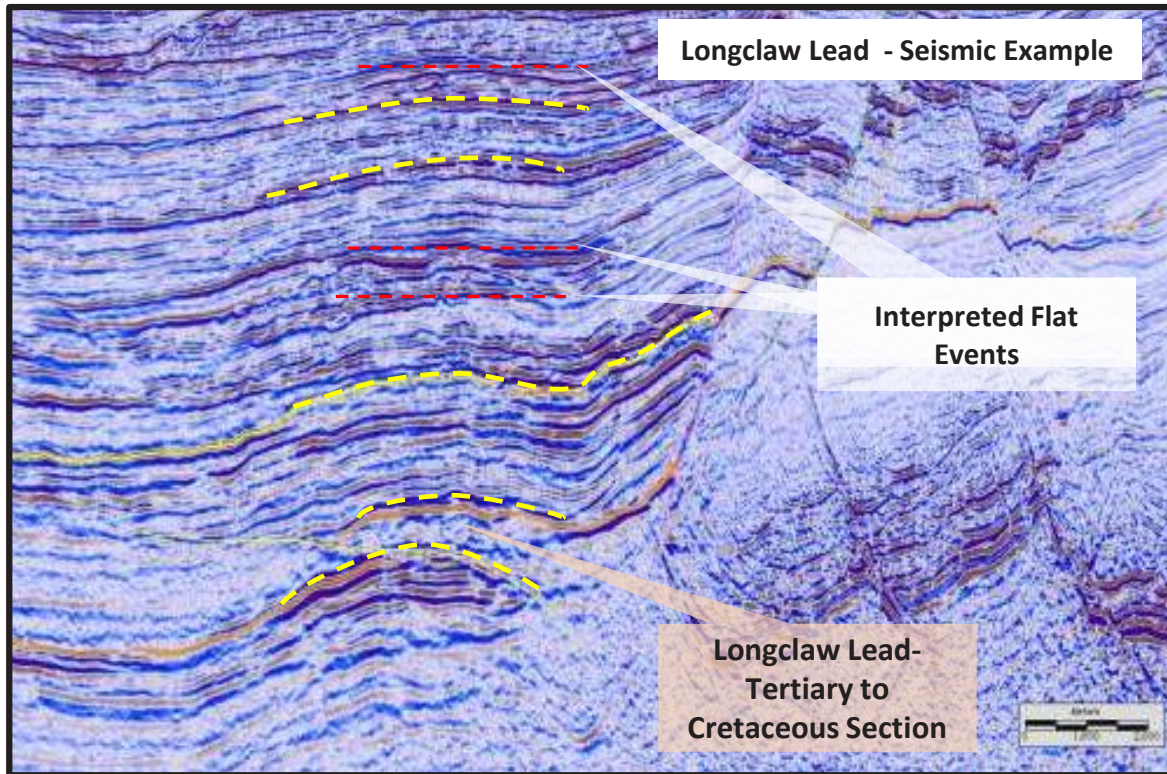 Longclaw Lead - Seismic Example
Interpreted Flat
Events
Longclaw Lead-
Tertiary to
Cretaceous Section